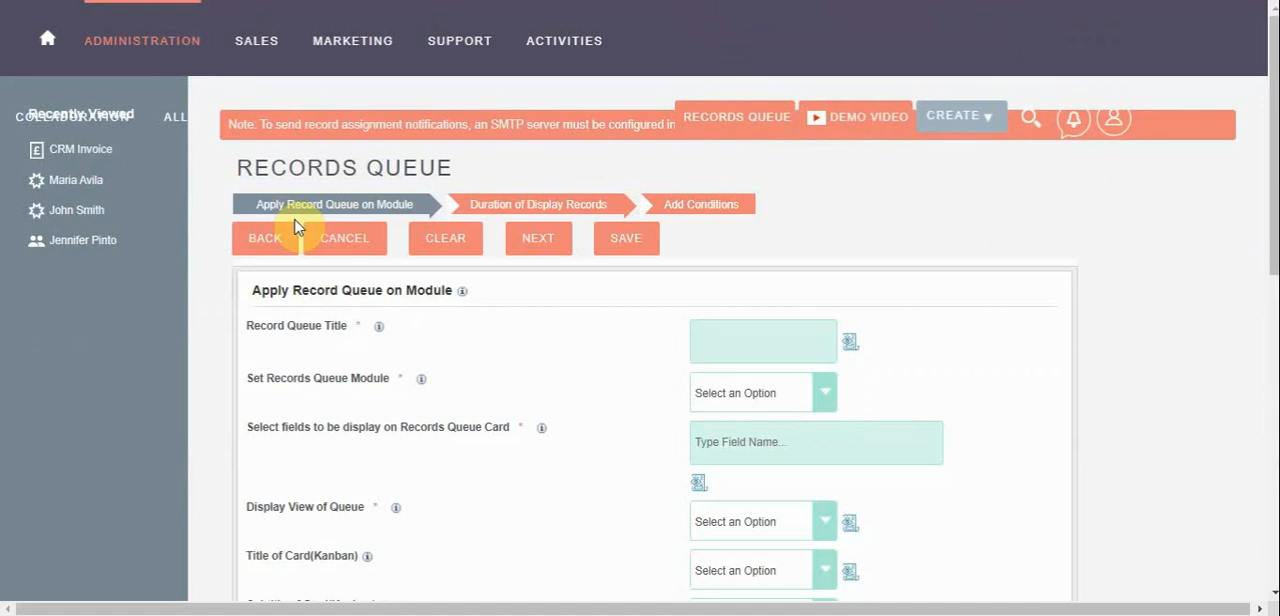 ADMINISTRATION SALES MARKETING SUPPORT ACTIVITIES
COLLABORATION ALL
Recently Viewed
CRM Invoice
Maria Avila
John Smith
Jennifer Pinto
Note: To send record assignment notifications, an SMTP server must be configured in
RECORDS QUEUE DEMO VIDEO CREATE ▼
RECORDS QUEUE
Apply Record Queue on Module Duration of Display Records Add Conditions
BACK CANCEL CLEAR NEXT SAVE
Apply Record Queue on Module
Record Queue Title *
Set Records Queue Module * Select an Option
Select fields to be display on Records Queue Card * Type Field Name...
Display View of Queue * Select an Option
Title of Card(Kanban) Select an Option